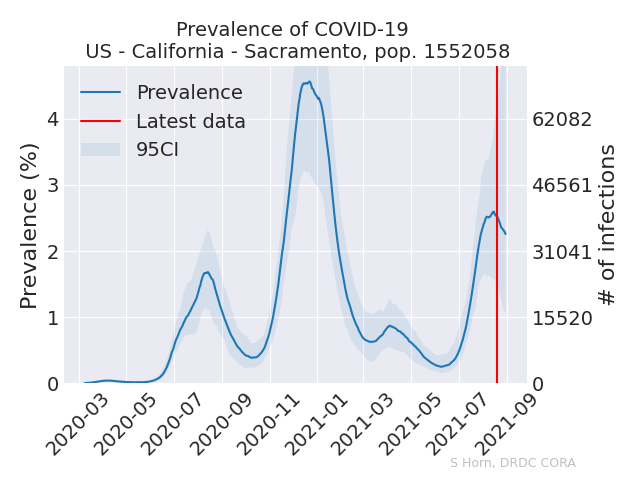 Prevalence of COVID-19
US - California - Sacramento, pop. 1552058
Prevalence
Latest data
95CI
Prevalence (%)
4
3
2
1
0
62082
46561
31041
15520
0
# of infections
2020-03
2020-05
2020-07
2020-09
2020-11
2021-01
2021-03
2021-05
2021-07
2021-09
S Horn, DRDC CORA